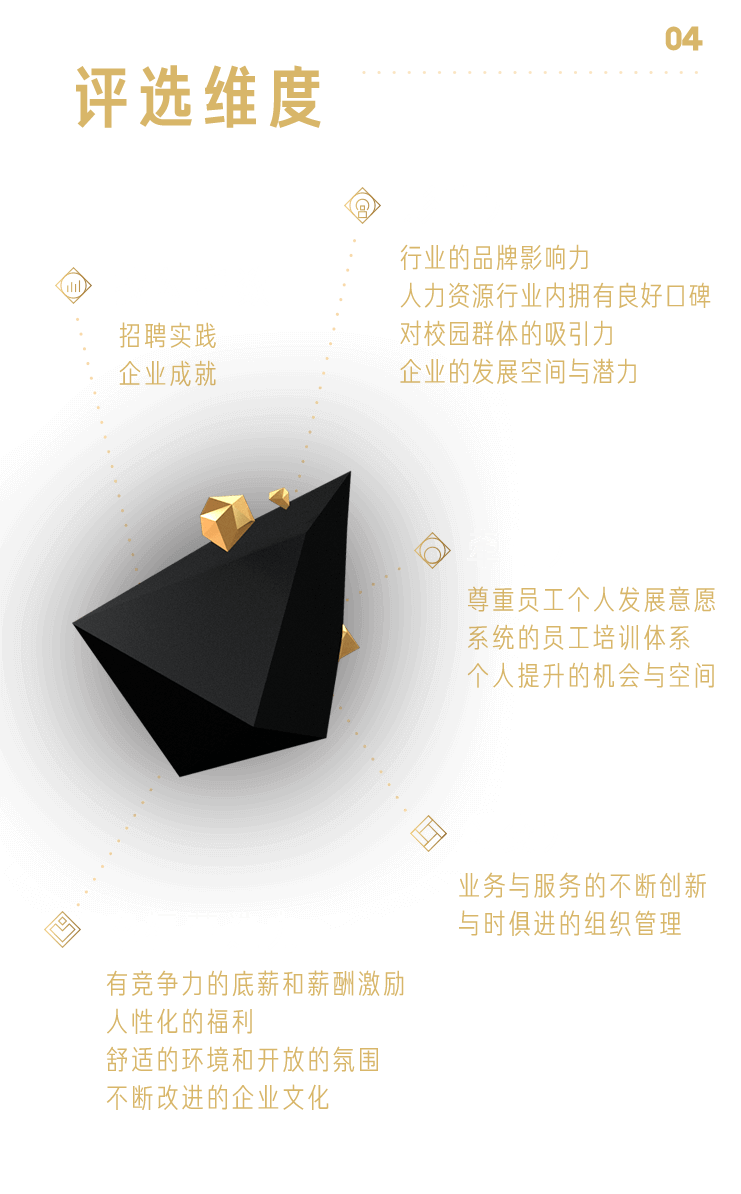 04
评选维度
行业的品牌影响力
人力资源行业内拥有良好口碑
对校园群体的吸引力
企业的发展空间与潜力
招聘实践
企业成就
尊重员工个人发展意愿
系统的员工培训体系
个人提升的机会与空间
业务与服务的不断创新
与时俱进的组织管理
有竞争力的底薪和薪酬激励
人性化的福利
舒适的环境和开放的氛围
不断改进的企业文化